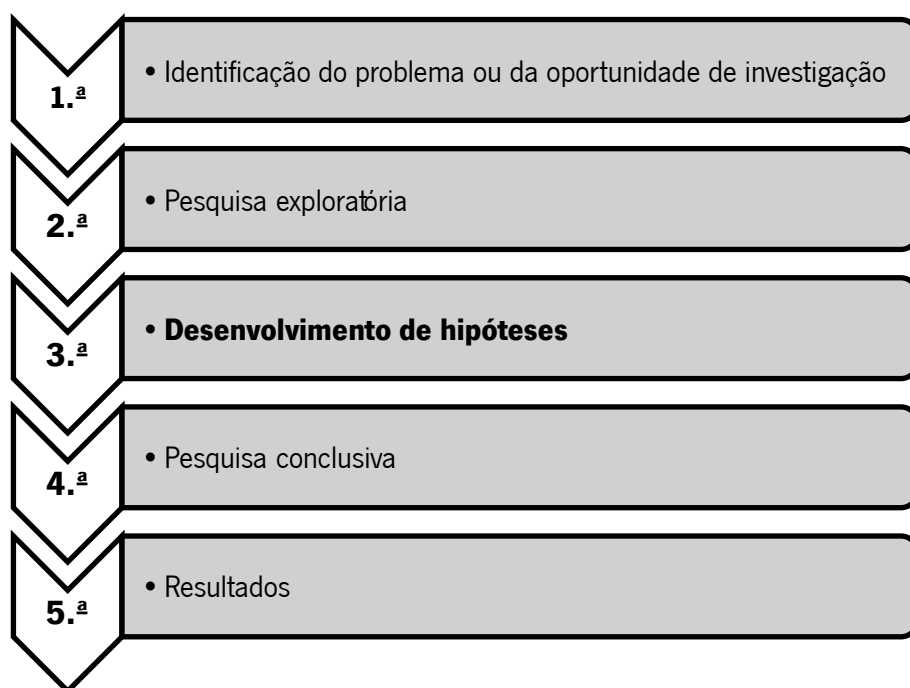 1.ª
• Identificação do problema ou da oportunidade de investigação
2.ª
• Pesquisa exploratória
3.ª
• Desenvolvimento de hipóteses
4.ª
• Pesquisa conclusiva
5.ª
• Resultados